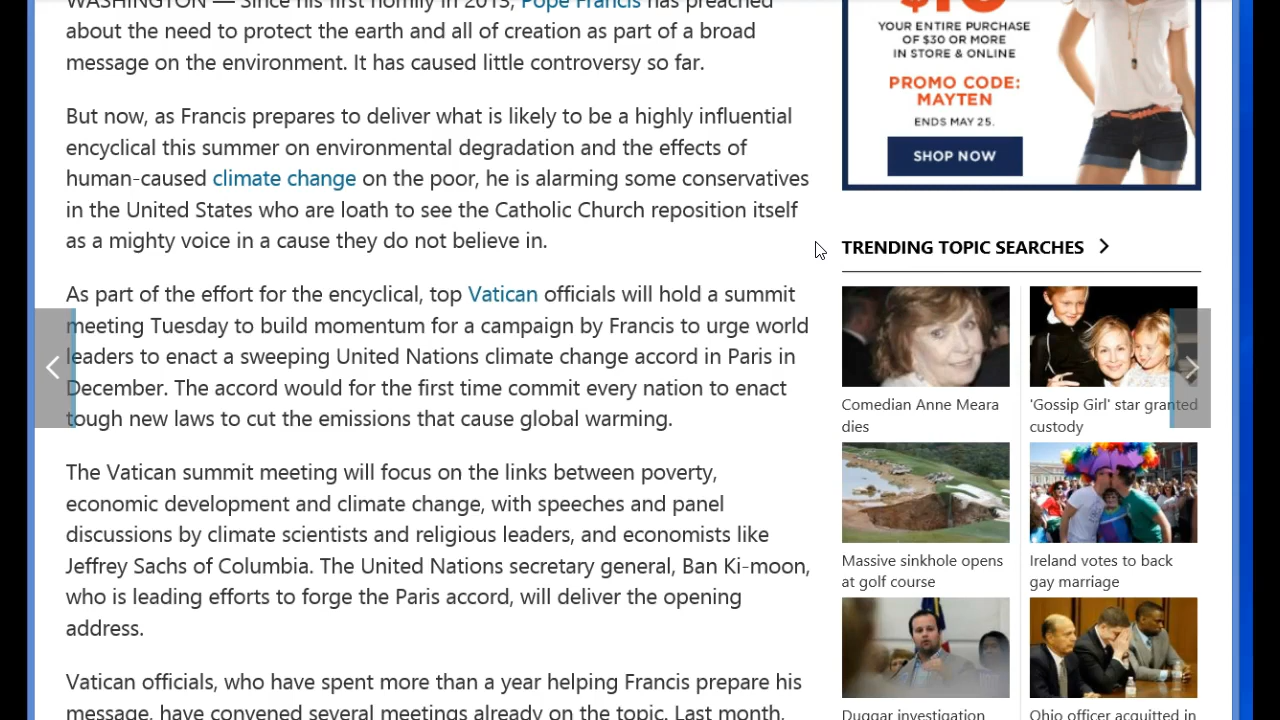 WASHINGTON — Since his first homily in 2013, Pope Francis has preached
about the need to protect the earth and all of creation as part of a broad
message on the environment. It has caused little controversy so far.
But now, as Francis prepares to deliver what is likely to be a highly influential
encyclical this summer on environmental degradation and the effects of
human-caused climate change on the poor, he is alarming some conservatives
in the United States who are loath to see the Catholic Church reposition itself
as a mighty voice in a cause they do not believe in.
As part of the effort for the encyclical, top Vatican officials will hold a summit
meeting Tuesday to build momentum for a campaign by Francis to urge world
leaders to enact a sweeping United Nations climate change accord in Paris in
December. The accord would for the first time commit every nation to enact
tough new laws to cut the emissions that cause global warming.
The Vatican summit meeting will focus on the links between poverty,
economic development and climate change, with speeches and panel
discussions by climate scientists and religious leaders, and economists like
Jeffrey Sachs of Columbia. The United Nations secretary general, Ban Ki-moon,
who is leading efforts to forge the Paris accord, will deliver the opening
address.
Vatican officials, who have spent more than a year helping Francis prepare his
message, have convened several meetings already on the topic. Last month,
YOUR ENTIRE PURCHASE
OF $30 OR MORE
IN STORE & ONLINE
PROMO CODE:
MAYTEN
ENDS MAY 25.
SHOP NOW
TRENDING TOPIC SEARCHES
Comedian Anne Meara
dies
'Gossip Girl' star granted
custody
Massive sinkhole opens
at golf course
Ireland votes to back
gay marriage
Duggar investigation
Ohio officer acquitted in